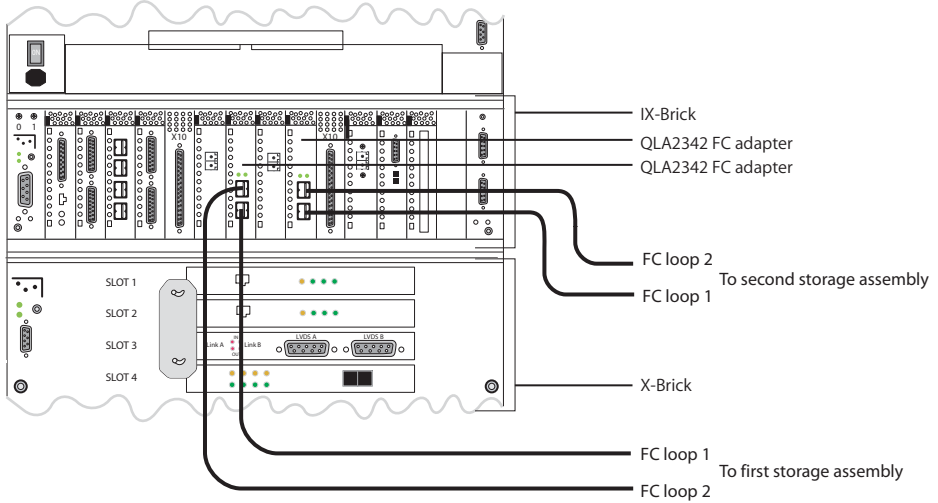 IX-Brick
0 1
X10
X10
QLA2342 FC adapter
QLA2342 FC adapter
FC loop 2
To second storage assembly
FC loop 1
SLOT 1
SLOT 2
SLOT 3
Link A
IN
OUT
Link B
LVDS A
LVDS B
SLOT 4
X-Brick
FC loop 1
To first storage assembly
FC loop 2